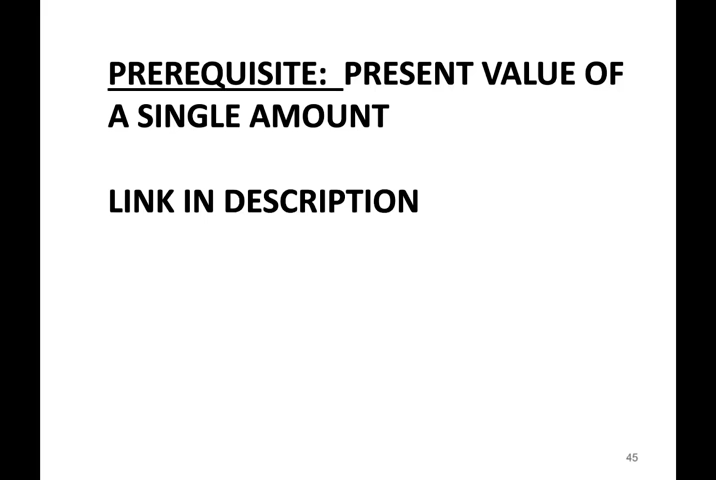 PREREQUISITE: PRESENT VALUE OF
A SINGLE AMOUNT
LINK IN DESCRIPTION
45